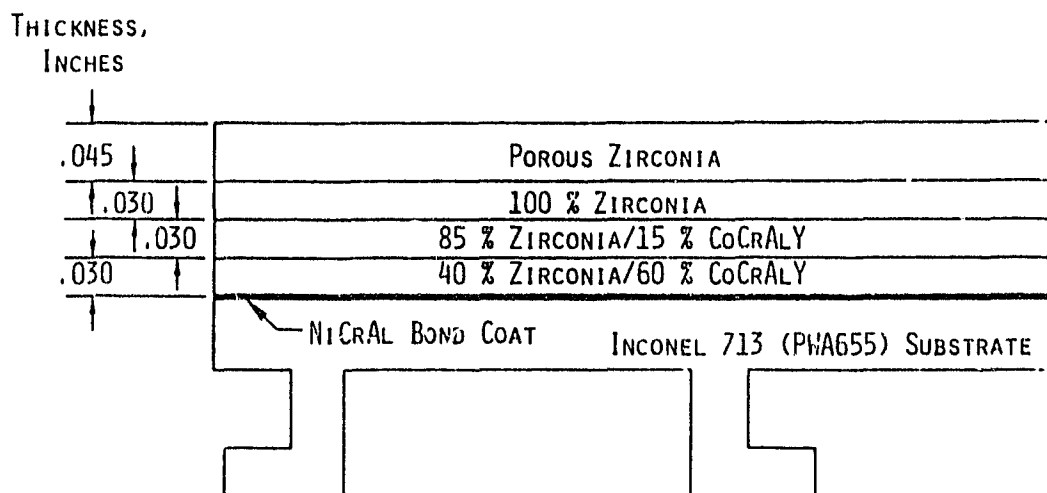 THICKNESS,
INCHES
.045
POROUS ZIRCONIA
.030
100 % ZIRCONIA
.030
85 % ZIRCONIA/15 % COCRALY
.030
40 % ZIRCONIA/60 % COCRALY
NICRAL BOND COAT
INCONEL 713 (PWA655) SUBSTRATE